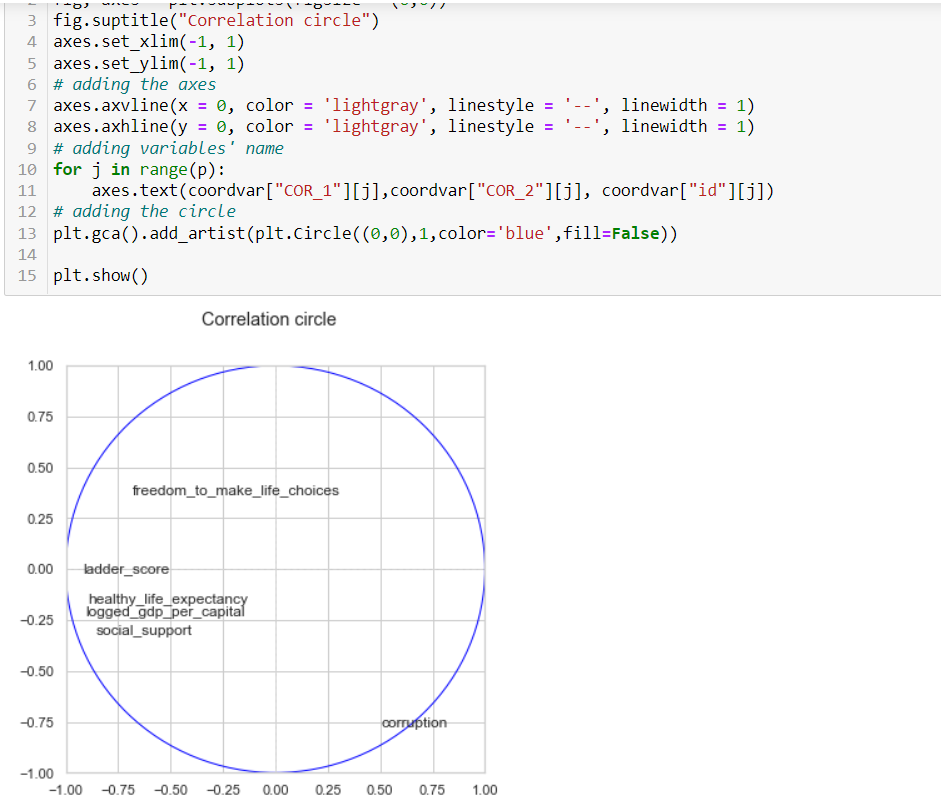 3 fig.suptitle("Correlation circle")
4 axes.set_xlim(-1, 1)
5 axes.set_ylim(-1, 1)
6 # adding the axes
7 axes.axvline(x = 0, color = 'lightgray', linestyle = '--', linewidth = 1)
8 axes.axhline(y = 0, color = 'lightgray', linestyle = '--', linewidth = 1)
9 # adding variables' name
10 for j in range(p):
11     axes.text(coordvar["COR_1"][j],coordvar["COR_2"][j], coordvar["id"][j])
12 # adding the circle
13 plt.gca().add_artist(plt.Circle((0,0),1,color='blue',fill=False))
14
15 plt.show()
Correlation circle
1.00
0.75
0.50
freedom_to_make_life_choices
0.25
0.00
ladder_score
healthy_life_expectancy
logged_gdp_per_capital
−0.25
social_support
−0.50
−0.75
corruption
−1.00
−1.00 −0.75 −0.50 −0.25 0.00 0.25 0.50 0.75 1.00